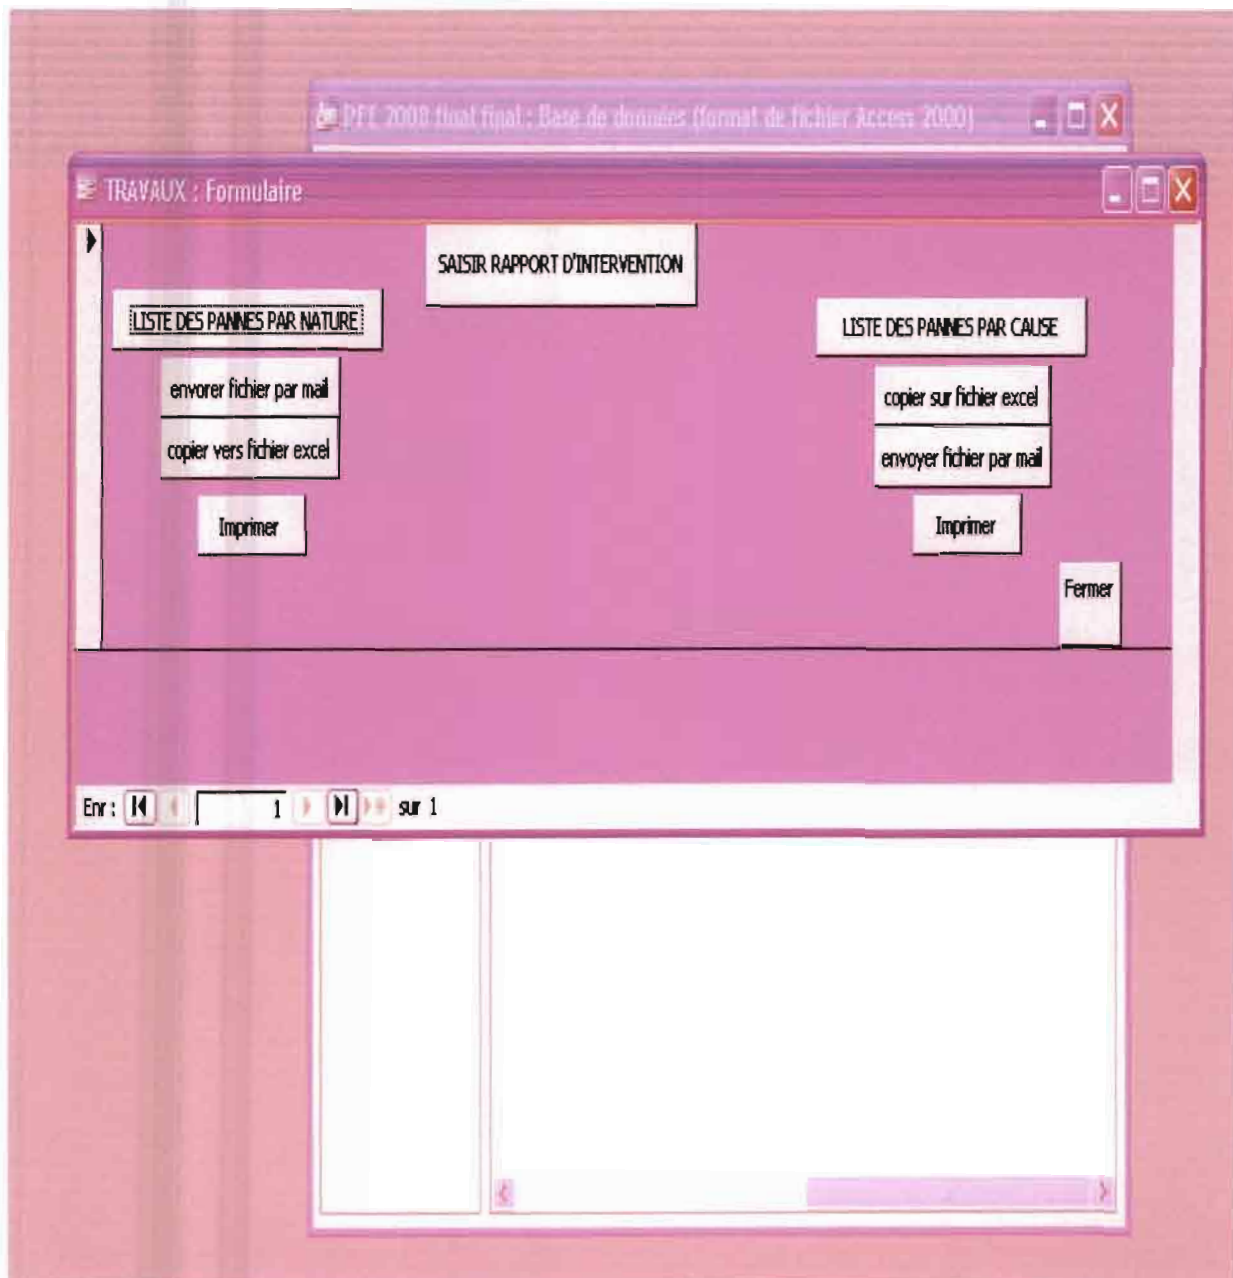 PFE 2008 final final : Base de données (format de fichier Access 2000)
TRAVAUX : Formulaire
SAISIR RAPPORT D'INTERVENTION
LISTE DES PANNES PAR NATURE
LISTE DES PANNES PAR CAUSE
envorer fichier par mail
copier sur fichier excel
copier vers fichier excel
envoyer fichier par mail
Imprimer
Imprimer
Fermer
Enr : 1 sur 1